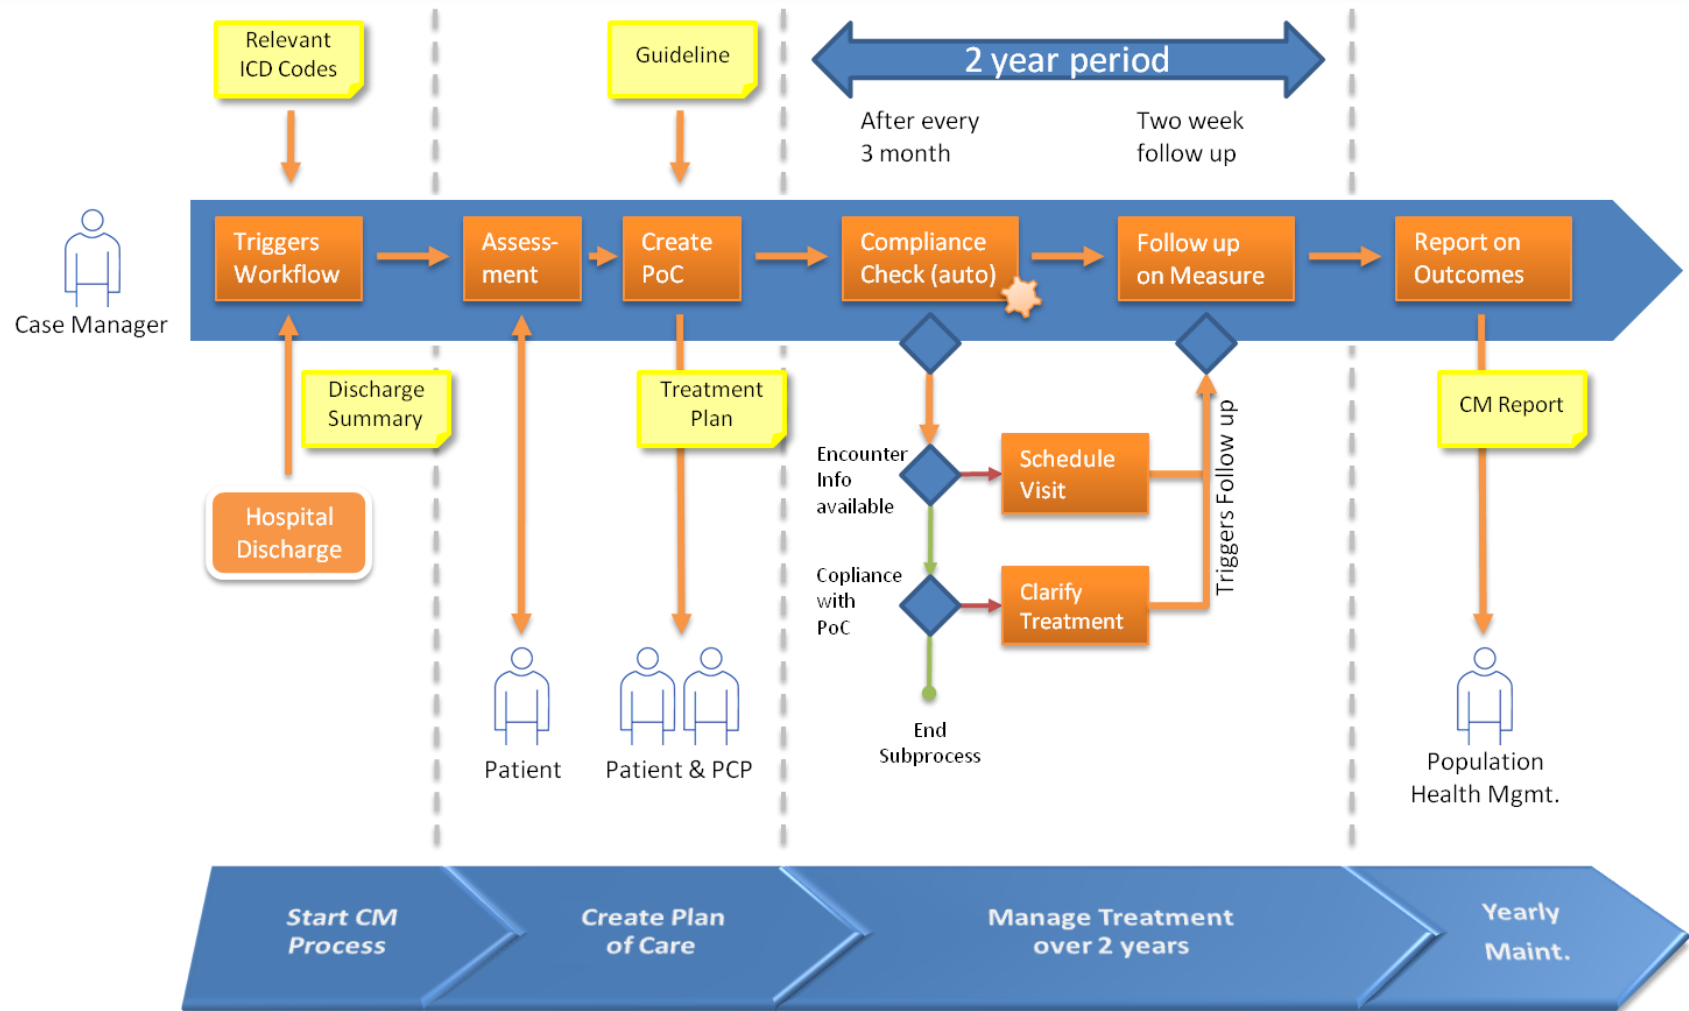 Relevant
ICD Codes
Guideline
2 year period
After every
3 month
Two week
follow up
Case Manager
Triggers
Workflow
Assess-
ment
Create
PoC
Compliance
Check (auto)
Follow up
on Measure
Report on
Outcomes
Discharge
Summary
Treatment
Plan
CM Report
Hospital
Discharge
Encounter
Info
available
Schedule
Visit
Triggers Follow up
Copliance
with
PoC
Clarify
Treatment
End
Subprocess
Patient
Patient & PCP
Population
Health Mgmt.
Start CM
Process
Create Plan
of Care
Manage Treatment
over 2 years
Yearly
Maint.